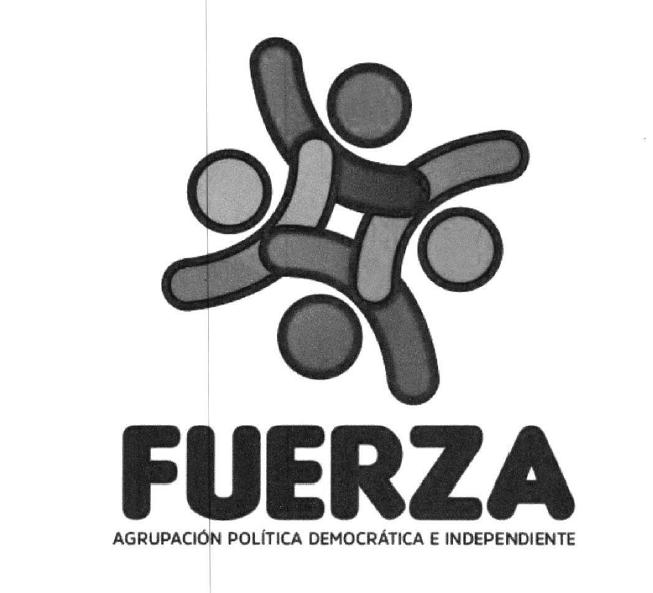 FUERZA
AGRUPACIÓN POLÍTICA DEMOCRÁTICA E INDEPENDIENTE